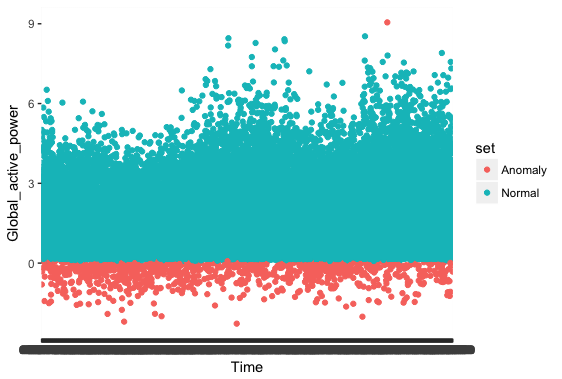 9
6
3
0
Global_active_power
Time
set
Anomaly
Normal